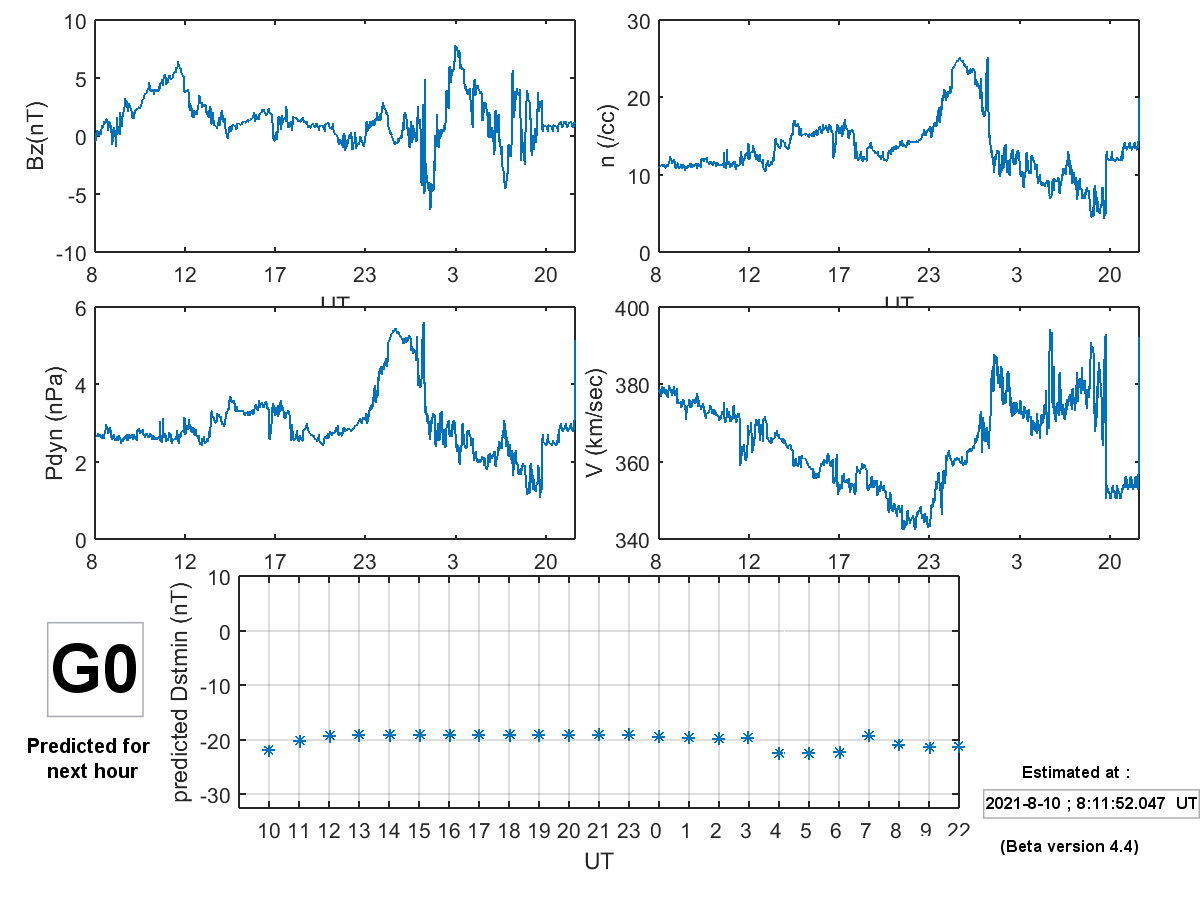 10
5
0
-5
-10
Bz(nT)
8 12 17 23 3 20
UT
30
20
10
0
n (/cc)
8 12 17 23 3 20
UT
6
4
2
0
Pdyn (nPa)
8 12 17 23 3 20
400
380
360
340
V (km/sec)
8 12 17 23 3 20
10
0
-10
-20
-30
predicted Dstmin (nT)
10 11 12 13 14 15 16 17 18 19 20 21 23 0 1 2 3 4 5 6 7 8 9 22
UT
G0
Predicted for
next hour
Estimated at :
2021-8-10 ; 8:11:52.047 UT
(Beta version 4.4)